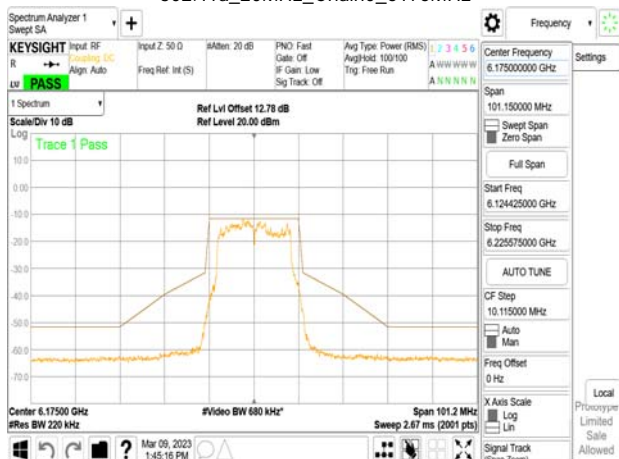 Spectrum Analyzer 1
Swept SA
Frequency
KEYSIGHT
R
LU
PASS
Input: RF
Coupling: DC
Align: Auto
Input Z: 50 Ω
Freq Ref: Int (S)
#Atten: 20 dB
PNO: Fast
Gate: Off
IF Gain: Low
Sig Track: Off
Avg Type: Power (RMS)
Avg|Hold: 100/100
Trig: Free Run
1 2 3 4 5 6
A W W W W W
A N N N N N
1 Spectrum
Scale/Div 10 dB
Ref Lvl Offset 12.78 dB
Ref Level 20.00 dBm
Log
Trace 1 Pass
10.0
0.00
-10.0
-20.0
-30.0
-40.0
-50.0
-60.0
-70.0
Center 6.17500 GHz
#Res BW 220 kHz
#Video BW 680 kHz*
Span 101.2 MHz
Sweep 2.67 ms (2001 pts)
Mar 09, 2023
1:45:16 PM
Center Frequency
6.175000000 GHz
Span
101.150000 MHz
Swept Span
Zero Span
Full Span
Start Freq
6.124425000 GHz
Stop Freq
6.225575000 GHz
AUTO TUNE
CF Step
10.115000 MHz
Auto
Man
Freq Offset
0 Hz
X Axis Scale
Log
Lin
Signal Track
Settings
Local
Prototype
Limited
Sale
Allowed